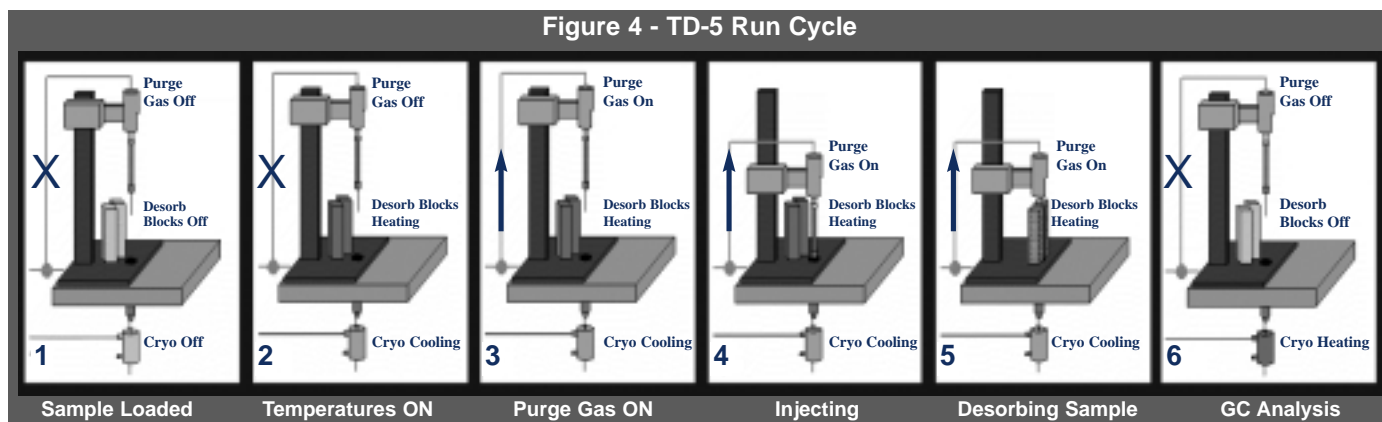 Figure 4 - TD-5 Run Cycle
Purge
Gas Off
X
Desorb
Blocks Off
Cryo Off
1
Sample Loaded
Purge
Gas Off
X
Desorb Blocks
Heating
Cryo Cooling
2
Temperatures ON
Purge
Gas On
Desorb Blocks
Heating
Cryo Cooling
3
Purge Gas ON
Purge
Gas On
Desorb Blocks
Heating
Cryo Cooling
4
Injecting
Purge
Gas On
Desorb Blocks
Heating
Cryo Cooling
5
Desorbing Sample
Purge
Gas Off
X
Desorb
Blocks Off
Cryo Heating
6
GC Analysis